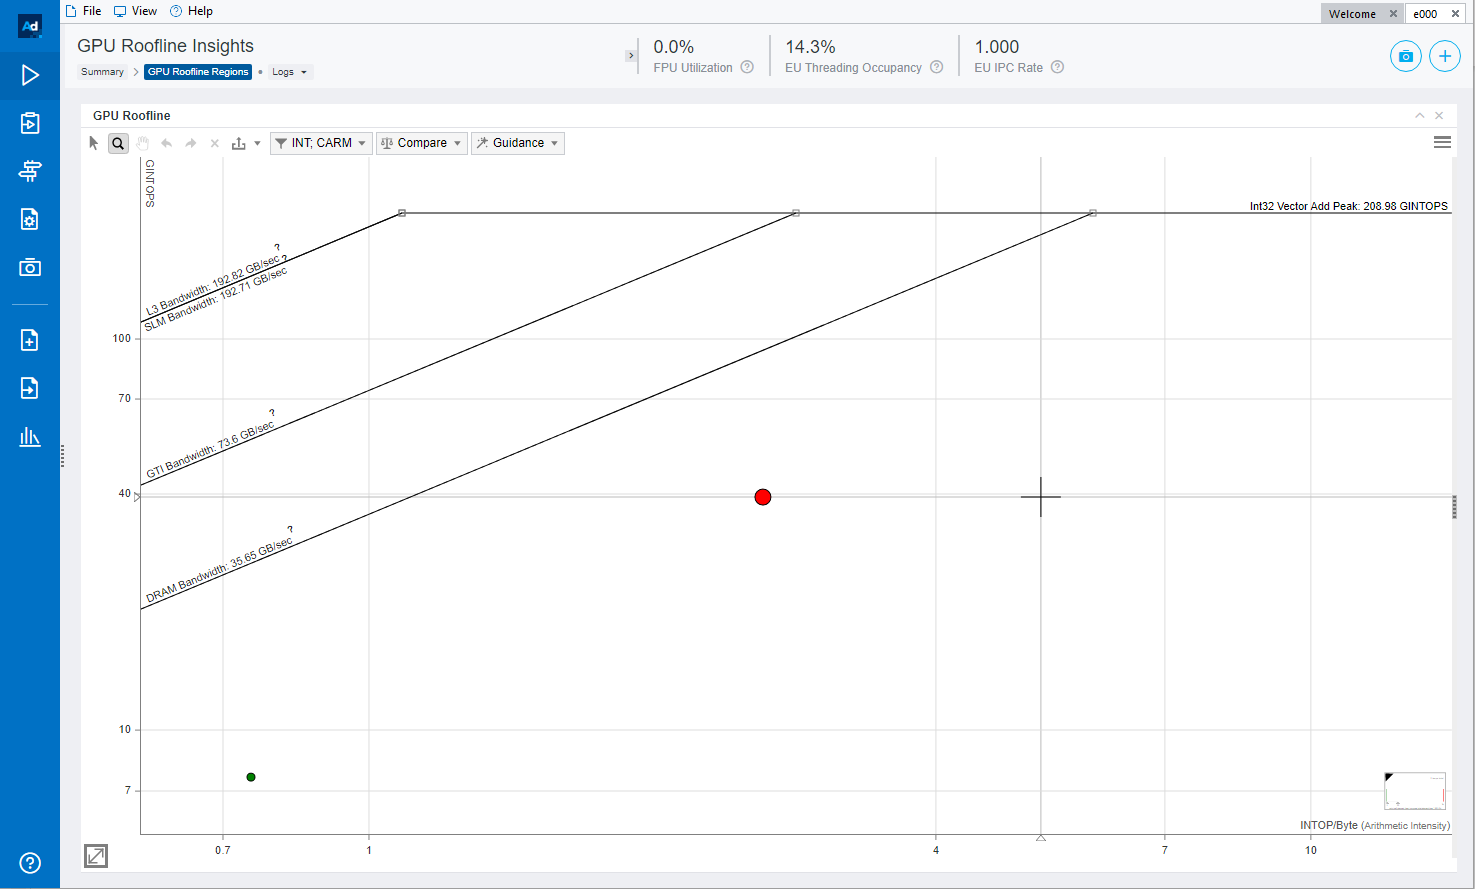 Ad
File View Help
Welcome e000
GPU Roofline Insights
Summary GPU Roofline Regions Logs
0.0%
FPU Utilization
14.3%
EU Threading Occupancy
1.000
EU IPC Rate
GPU Roofline
INT; CARM Compare Guidance
GINTOPS
Int32 Vector Add Peak: 208.98 GINTOPS
L3 Bandwidth: 192.82 GB/sec ?
SLM Bandwidth: 192.71 GB/sec ?
100
70
GTI Bandwidth: 73.6 GB/sec ?
40
DRAM Bandwidth: 35.65 GB/sec ?
10
7
INTOP/Byte (Arithmetic Intensity)
0.7 1 4 7 10